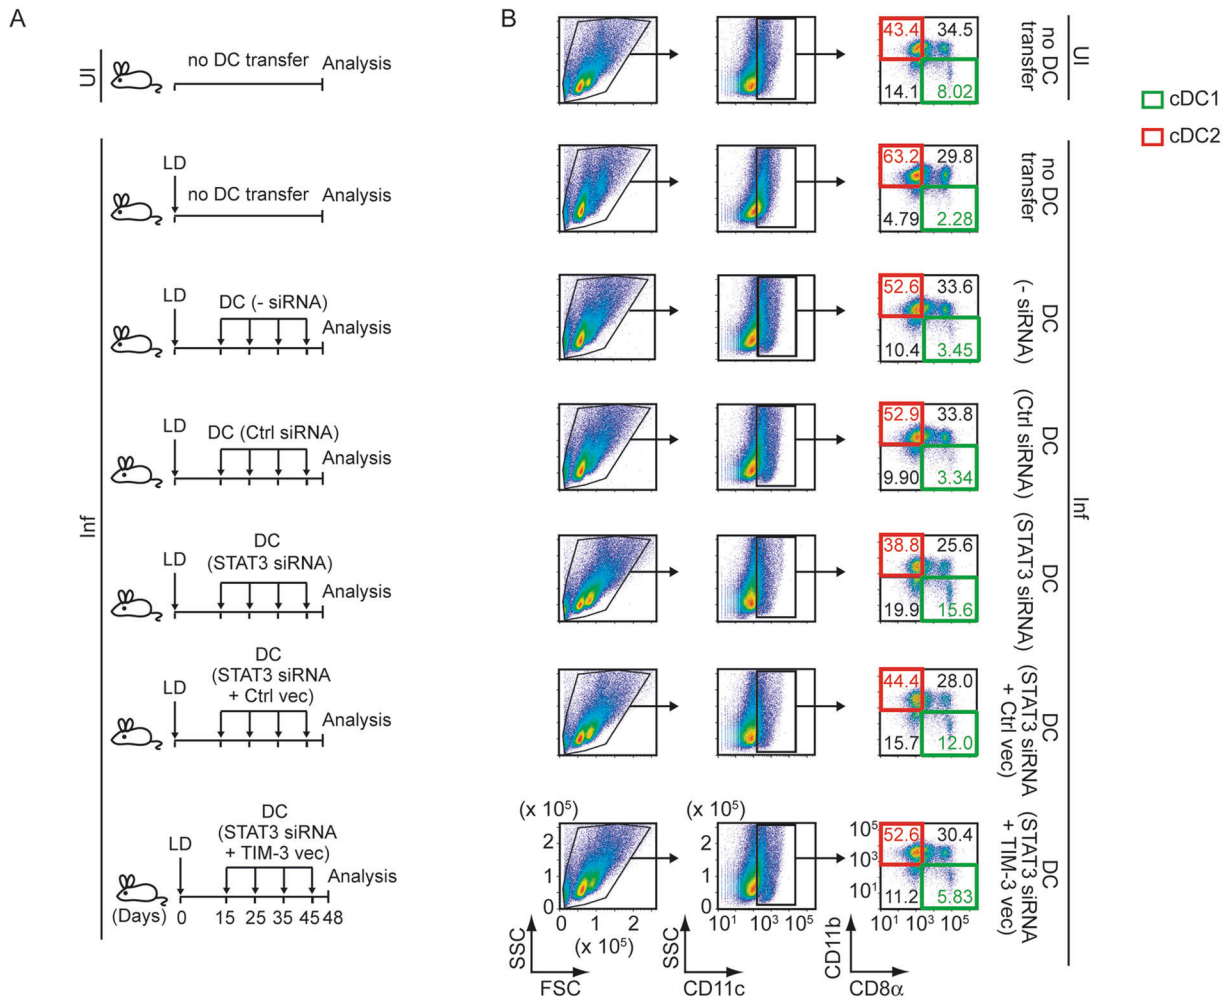 A
UI
no DC transfer
Analysis
Inf
LD
no DC transfer
Analysis
LD
DC (- siRNA)
Analysis
LD
DC (Ctrl siRNA)
Analysis
LD
DC
(STAT3 siRNA)
Analysis
LD
DC
(STAT3 siRNA
+ Ctrl vec)
Analysis
LD
DC
(STAT3 siRNA
+ TIM-3 vec)
Analysis
(Days) 0 15 25 35 45 48
B
43.4 34.5
14.1 8.02
no DC
transfer
UI
cDC1
cDC2
63.2 29.8
4.79 2.28
no DC
transfer
52.6 33.6
10.4 3.45
DC
(- siRNA)
52.9 33.8
9.90 3.34
DC
(Ctrl siRNA)
Inf
38.8 25.6
19.9 15.6
DC
(STAT3 siRNA)
44.4 28.0
15.7 12.0
DC
(STAT3 siRNA
+ Ctrl vec)
(x 10⁵) (x 10⁵)
2 2 10⁵ 52.6 30.4
1 1 10³
0 0 10¹ 11.2 5.83
DC
(STAT3 siRNA
+ TIM-3 vec)
0 1 2 10¹ 10³ 10⁵ 10¹ 10³ 10⁵
(x 10⁵)
SSC SSC CD11b
FSC CD11c CD8α